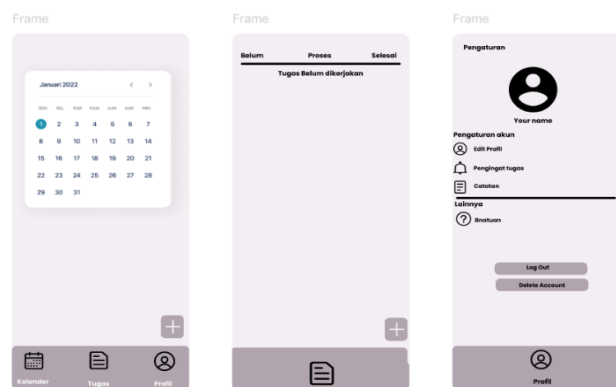 Frame
Januari 2022
SEN SEL RAB KAM JUM SAB MIN
1 2 3 4 5 6 7
8 9 10 11 12 13 14
15 16 17 18 19 20 21
22 23 24 25 26 27 28
29 30 31
Kalender Tugas Profil
Frame
Belum Proses Selesai
Tugas Belum dikerjakan
Frame
Pengaturan
Your name
Pengaturan akun
Edit Profil
Pengingat tugas
Catatan
Lainnya
Bnatuan
Log Out
Delete Account
Profil